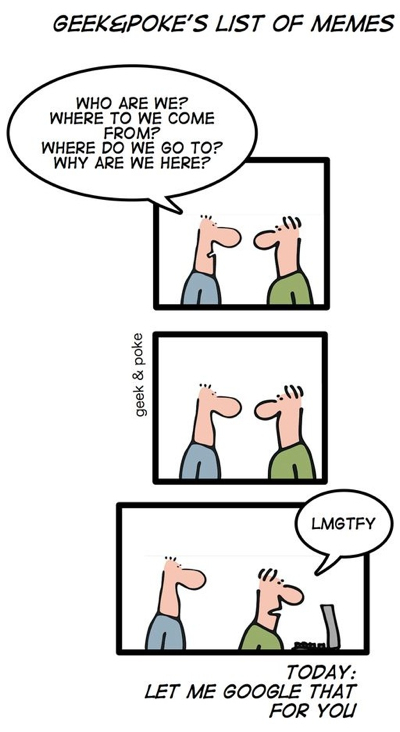 GEEK&POKE'S LIST OF MEMES
WHO ARE WE?
WHERE TO WE COME
FROM?
WHERE DO WE GO TO?
WHY ARE WE HERE?
geek & poke
LMGTFY
TODAY:
LET ME GOOGLE THAT
FOR YOU